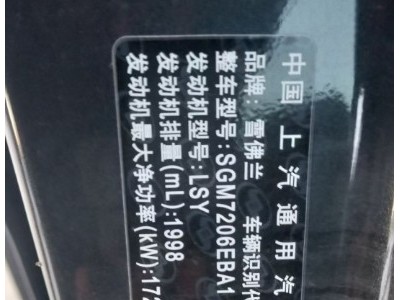 中国 上汽通用汽
品牌: 雪佛兰 车辆识别代
整车型号: SGM7206EBA1
发动机型号: LSY
发动机排量(mL): 1998
发动机最大净功率(kW): 172